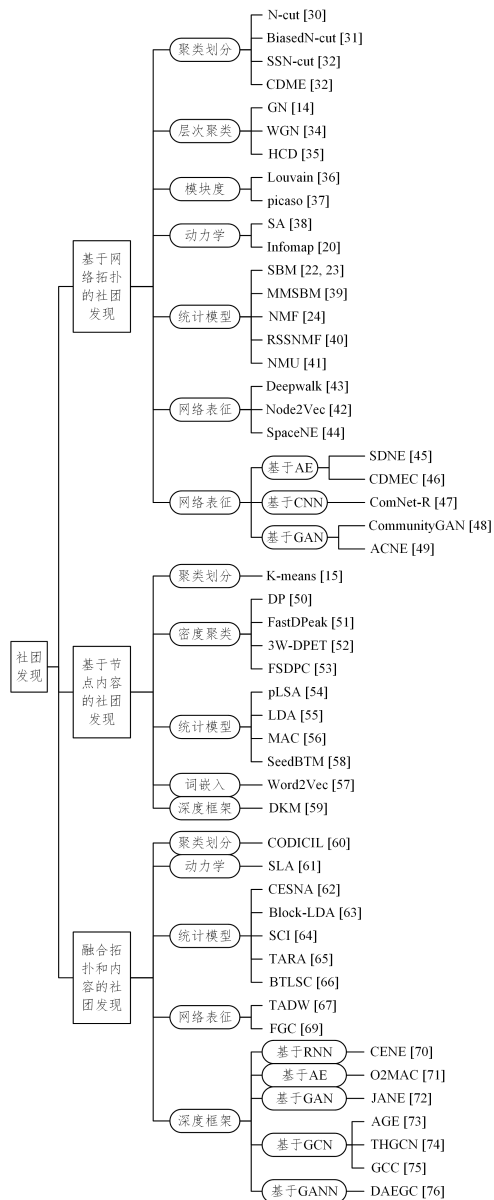 N-cut [30]
BiasedN-cut [31]
聚类划分
SSN-cut [32]
CDME [32]
GN [14]
层次聚类
WGN [34]
HCD [35]
Louvain [36]
模块度
picaso [37]
SA [38]
动力学
Infomap [20]
基于网
络拓扑
的社团
发现
SBM [22, 23]
MMSBM [39]
统计模型
NMF [24]
RSSNMF [40]
NMU [41]
Deepwalk [43]
网络表征
Node2Vec [42]
SpaceNE [44]
网络表征
基于AE
SDNE [45]
CDMEC [46]
基于CNN
ComNet-R [47]
基于GAN
CommunityGAN [48]
ACNE [49]
社团
发现
基于节
点内容
的社团
发现
聚类划分
K-means [15]
DP [50]
密度聚类
FastDPeak [51]
3W-DPET [52]
FSDPC [53]
pLSA [54]
统计模型
LDA [55]
MAC [56]
SeedBTM [58]
词嵌入
Word2Vec [57]
深度框架
DKM [59]
融合拓
扑和内
容的社
团发现
聚类划分
CODICIL [60]
动力学
SLA [61]
CESNA [62]
Block-LDA [63]
统计模型
SCI [64]
TARA [65]
BTLSC [66]
网络表征
TADW [67]
FGC [69]
深度框架
基于RNN
CENE [70]
基于AE
O2MAC [71]
基于GAN
JANE [72]
基于GCN
AGE [73]
THGCN [74]
GCC [75]
基于GANN
DAEGC [76]